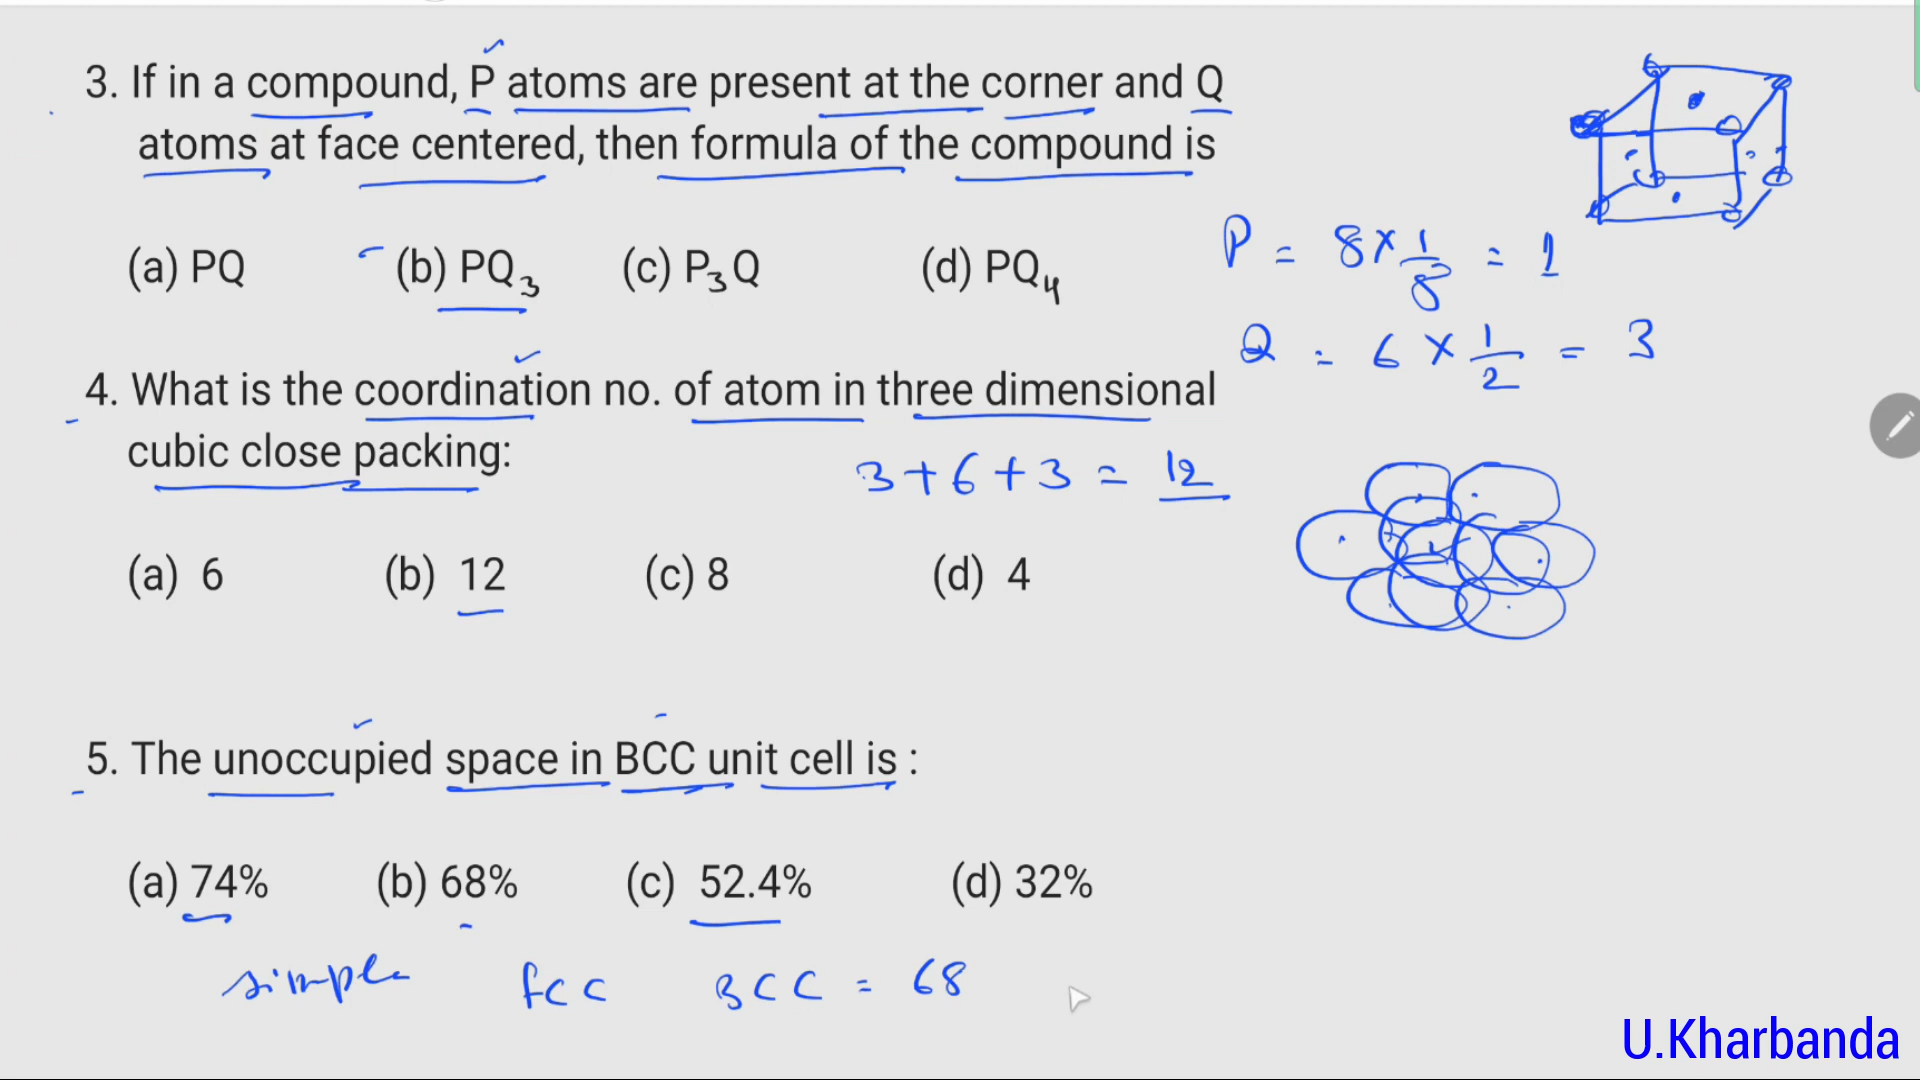 3. If in a compound, P atoms are present at the corner and Q
atoms at face centered, then formula of the compound is
(a) PQ (b) PQ₃ (c) P₃Q (d) PQ₄
P = 8 × 1/8 = 1
Q = 6 × 1/2 = 3
4. What is the coordination no. of atom in three dimensional
cubic close packing:
3 + 6 + 3 = 12
(a) 6 (b) 12 (c) 8 (d) 4
5. The unoccupied space in BCC unit cell is :
(a) 74% (b) 68% (c) 52.4% (d) 32%
simple fcc BCC = 68
U.Kharbanda